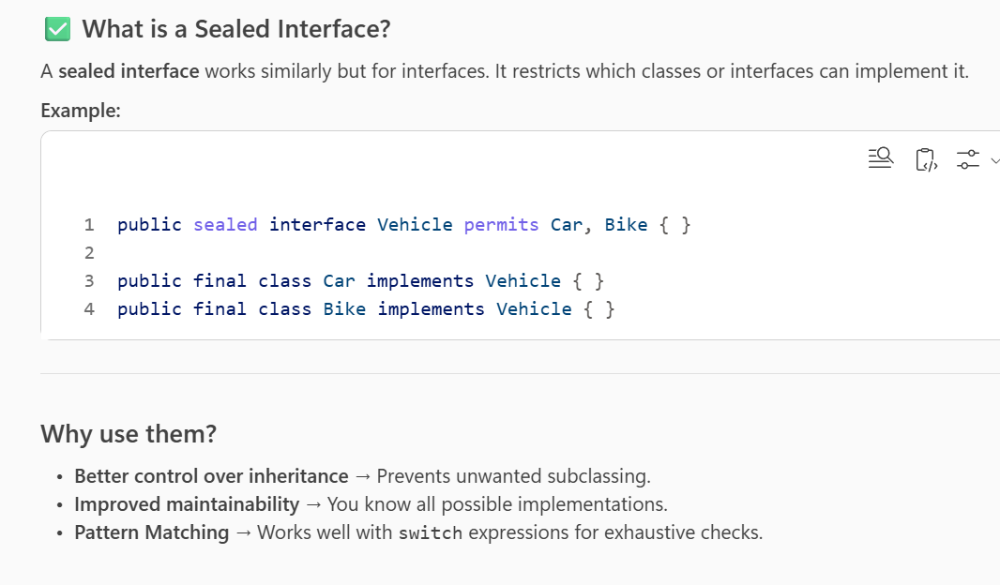 ✅ What is a Sealed Interface?
A sealed interface works similarly but for interfaces. It restricts which classes or interfaces can implement it.
Example:
1 public sealed interface Vehicle permits Car, Bike { }
2
3 public final class Car implements Vehicle { }
4 public final class Bike implements Vehicle { }
Why use them?
• Better control over inheritance → Prevents unwanted subclassing.
• Improved maintainability → You know all possible implementations.
• Pattern Matching → Works well with switch expressions for exhaustive checks.